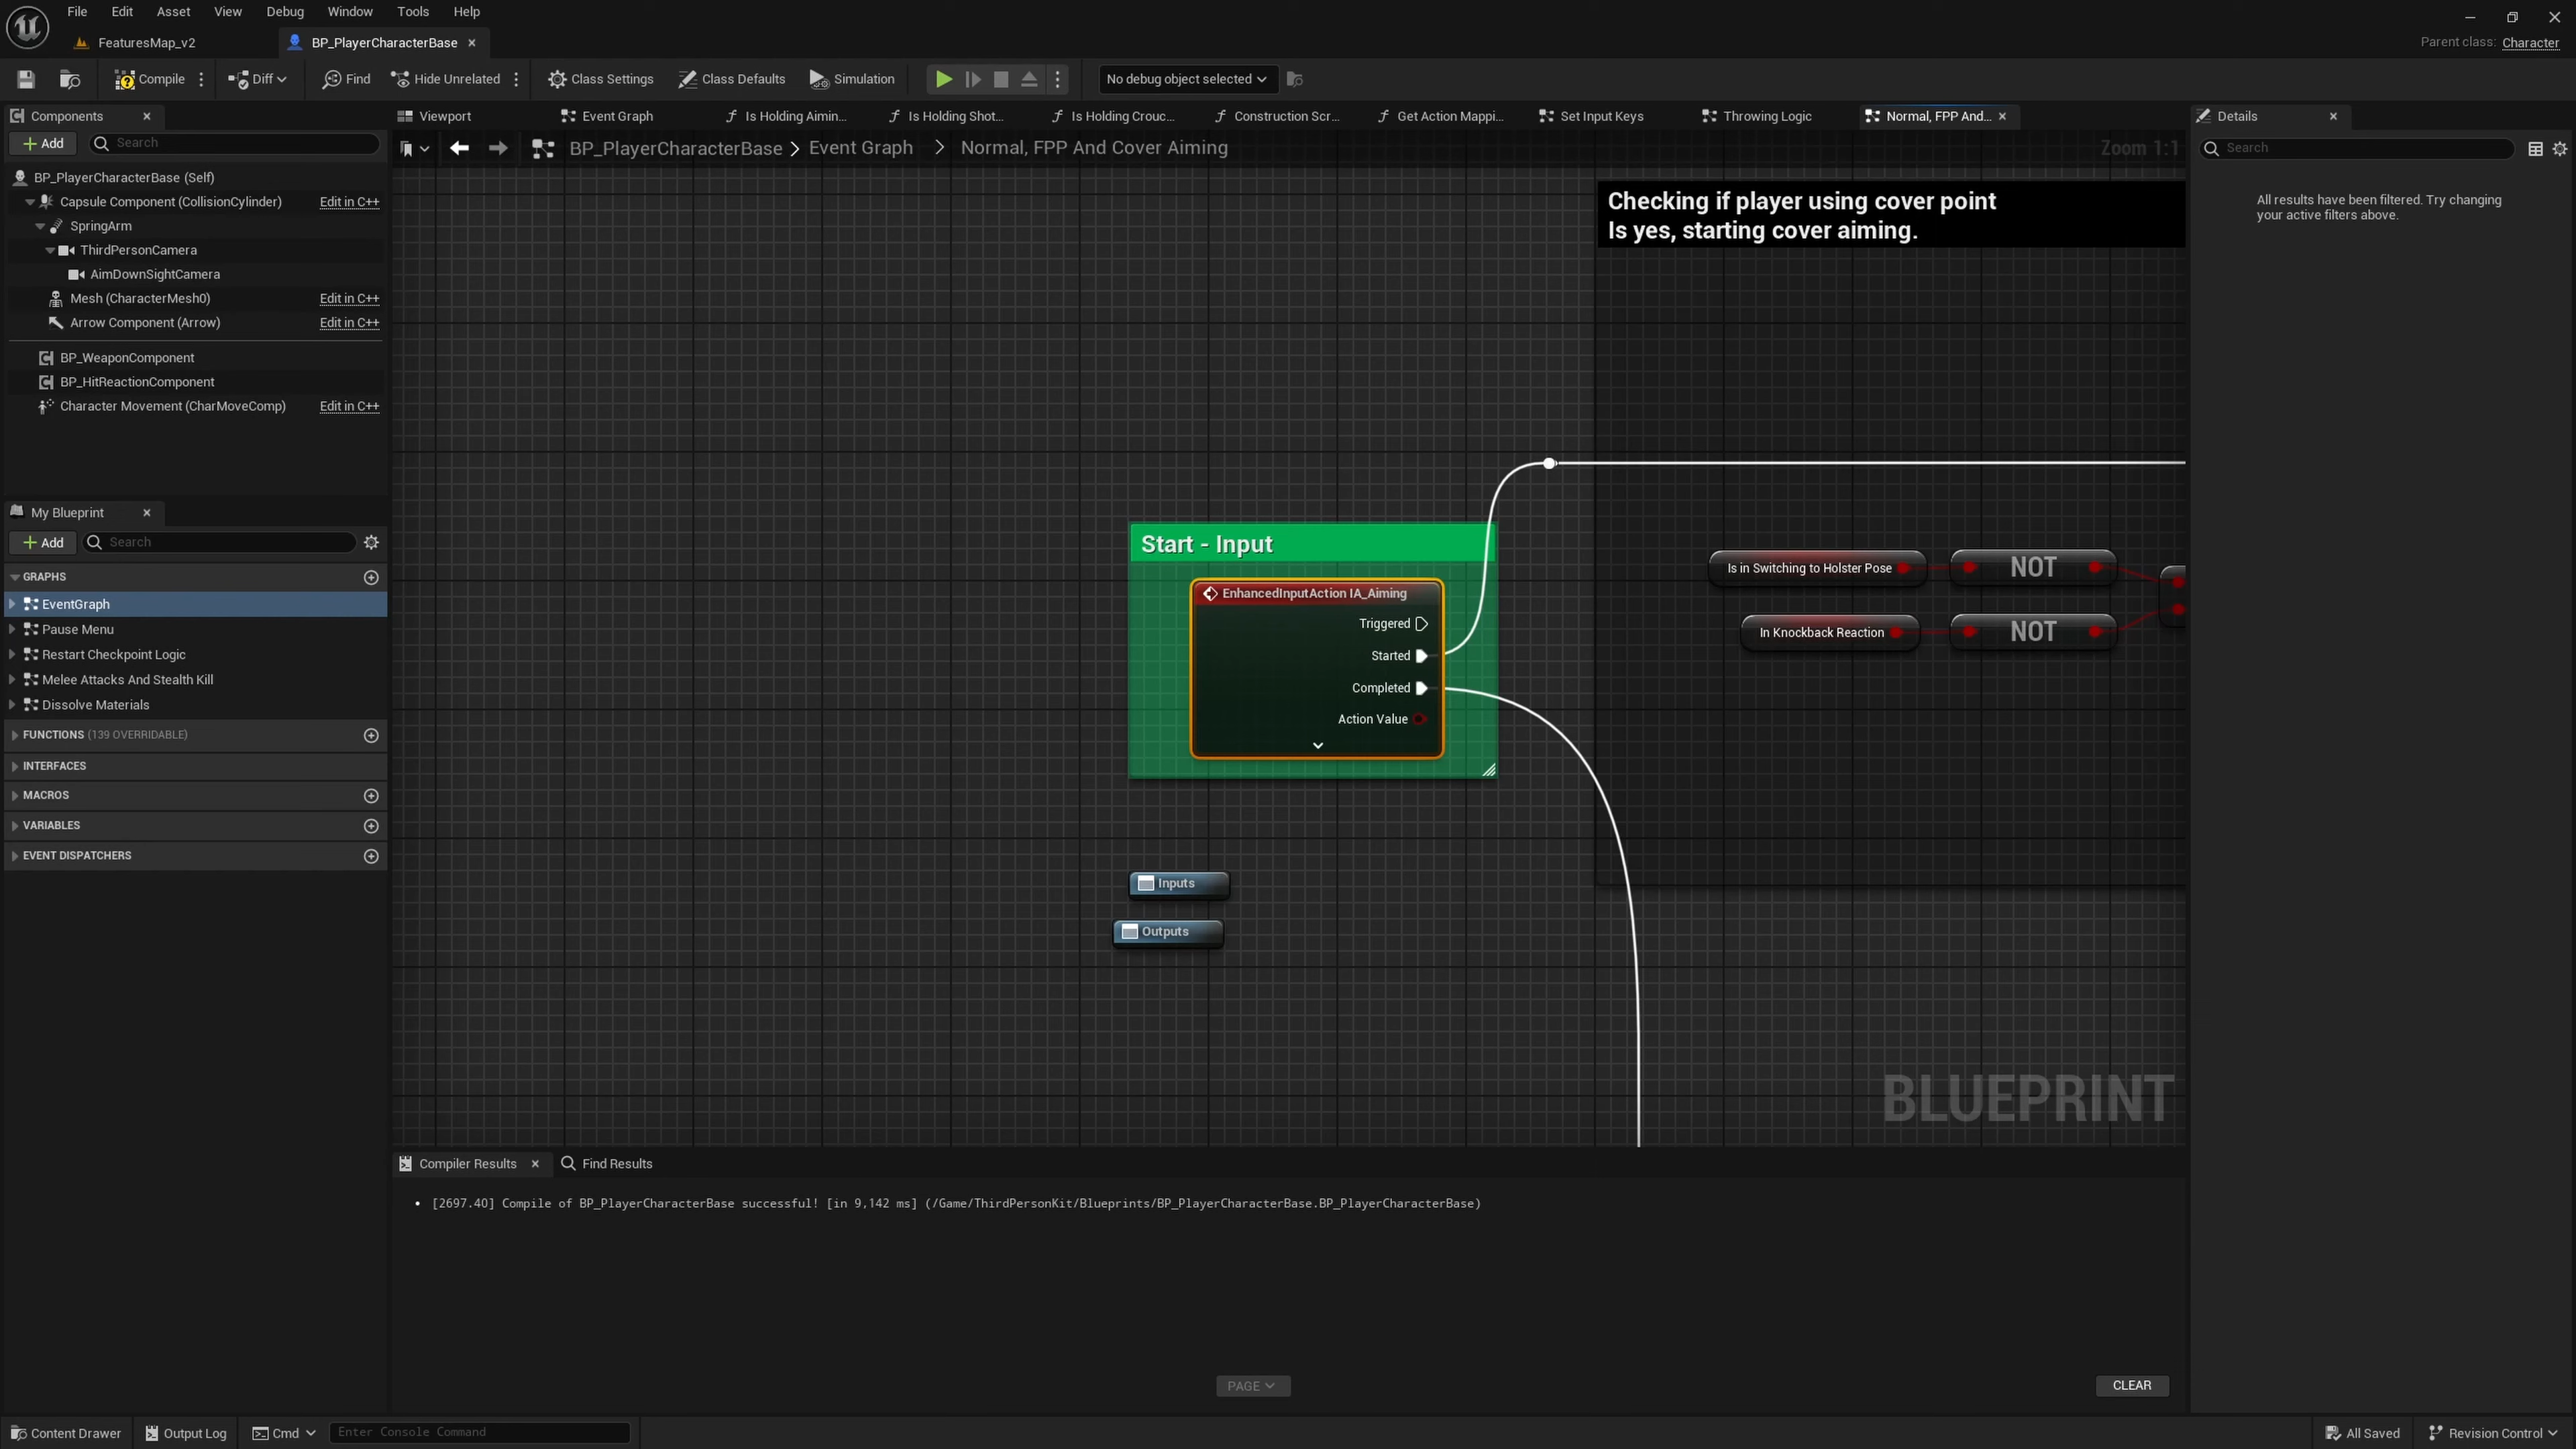 File Edit Asset View Debug Window Tools Help
FeaturesMap_v2
BP_PlayerCharacterBase
Parent class: Character
Compile
Diff
Find
Hide Unrelated
Class Settings
Class Defaults
Simulation
No debug object selected
Components
Add
Search
BP_PlayerCharacterBase (Self)
Capsule Component (CollisionCylinder) Edit in C++
SpringArm
ThirdPersonCamera
AimDownSightCamera
Mesh (CharacterMesh0) Edit in C++
Arrow Component (Arrow) Edit in C++
BP_WeaponComponent
BP_HitReactionComponent
Character Movement (CharMoveComp) Edit in C++
My Blueprint
Add
Search
GRAPHS
EventGraph
Pause Menu
Restart Checkpoint Logic
Melee Attacks And Stealth Kill
Dissolve Materials
FUNCTIONS (139 OVERRIDABLE)
INTERFACES
MACROS
VARIABLES
EVENT DISPATCHERS
Viewport
Event Graph
Is Holding Aimin...
Is Holding Shot...
Is Holding Crouc...
Construction Scr...
Get Action Mappi...
Set Input Keys
Throwing Logic
Normal, FPP And...
BP_PlayerCharacterBase > Event Graph > Normal, FPP And Cover Aiming
Zoom 1:1
Checking if player using cover point
Is yes, starting cover aiming.
Start - Input
EnhancedInputAction IA_Aiming
Triggered
Started
Completed
Action Value
Is in Switching to Holster Pose
NOT
In Knockback Reaction
NOT
Inputs
Outputs
BLUEPRINT
Compiler Results
Find Results
[2697.40] Compile of BP_PlayerCharacterBase successful! [in 9,142 ms] (/Game/ThirdPersonKit/Blueprints/BP_PlayerCharacterBase.BP_PlayerCharacterBase)
PAGE
CLEAR
Details
Search
All results have been filtered. Try changing
your active filters above.
Content Drawer
Output Log
Cmd
Enter Console Command
All Saved
Revision Control